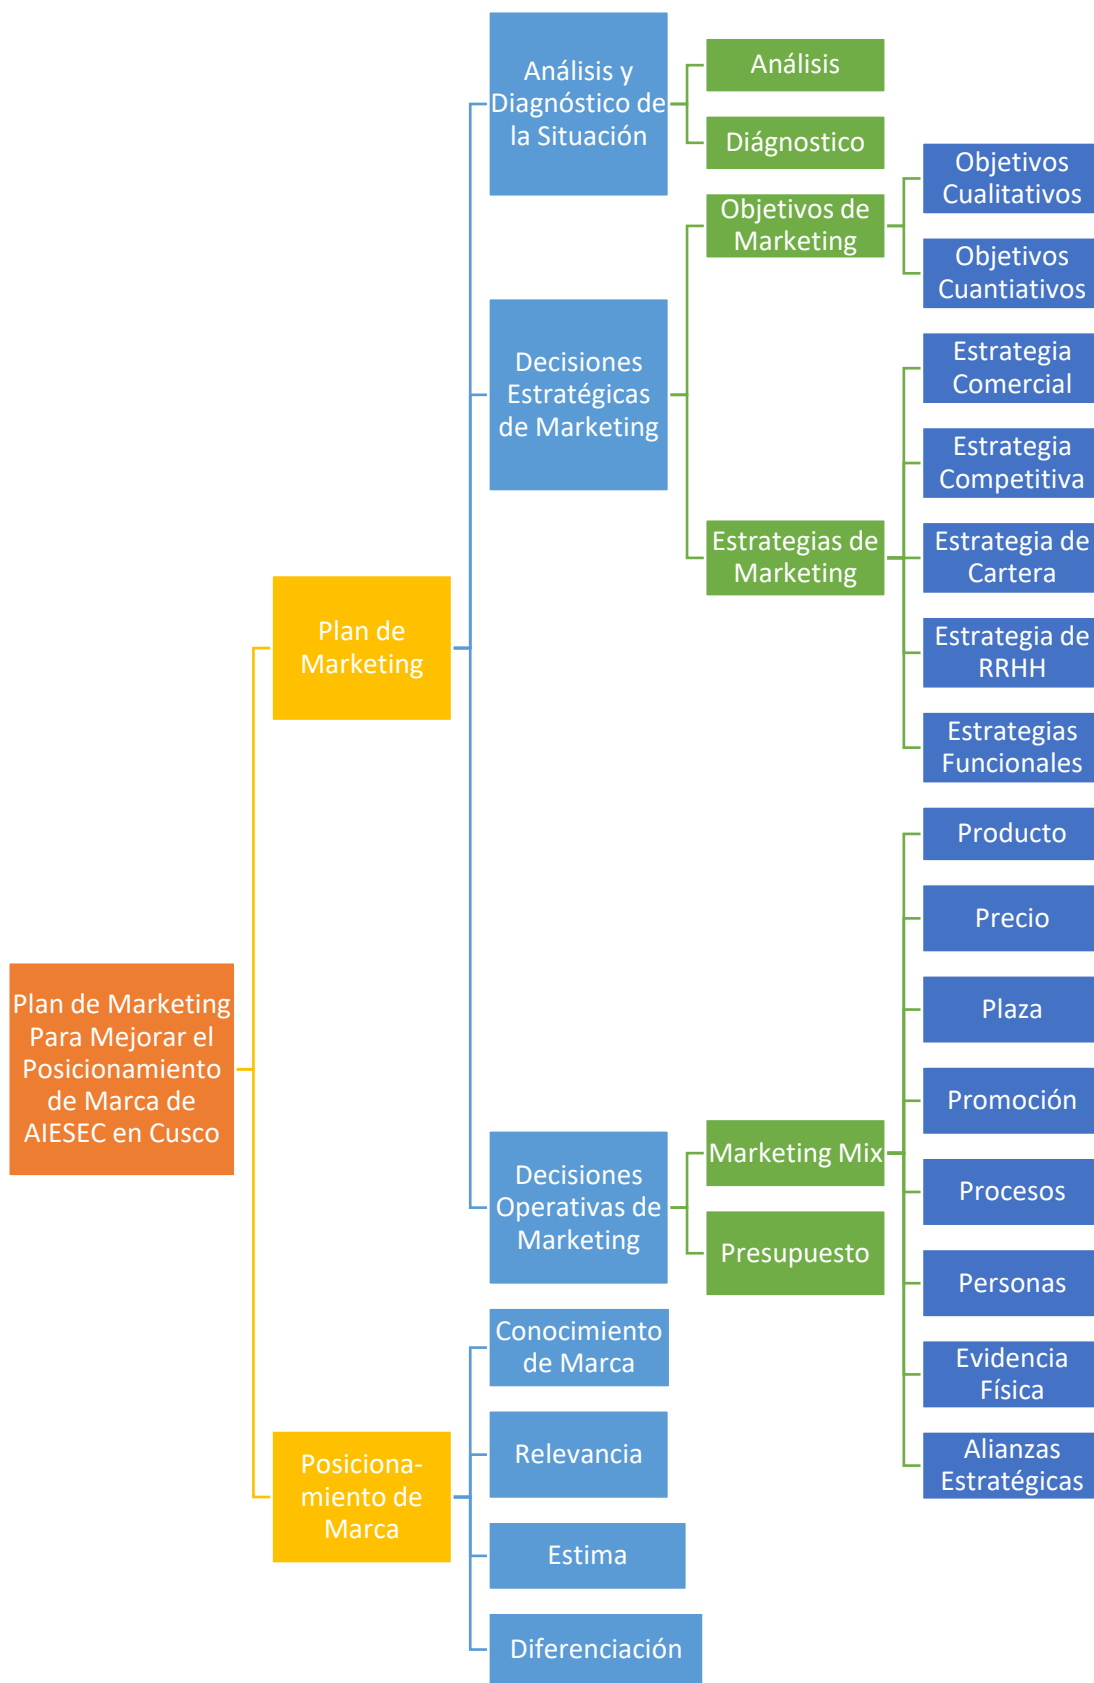 Plan de Marketing
Para Mejorar el
Posicionamiento
de Marca de
AIESEC en Cusco
Plan de
Marketing
Análisis y
Diagnóstico de
la Situación
Análisis
Diágnostico
Decisiones
Estratégicas
de Marketing
Objetivos de
Marketing
Objetivos
Cualitativos
Objetivos
Cuantiativos
Estrategias de
Marketing
Estrategia
Comercial
Estrategia
Competitiva
Estrategia de
Cartera
Estrategia de
RRHH
Estrategias
Funcionales
Decisiones
Operativas de
Marketing
Marketing Mix
Producto
Precio
Plaza
Promoción
Procesos
Personas
Evidencia
Física
Alianzas
Estratégicas
Presupuesto
Posiciona-
miento de
Marca
Conocimiento
de Marca
Relevancia
Estima
Diferenciación